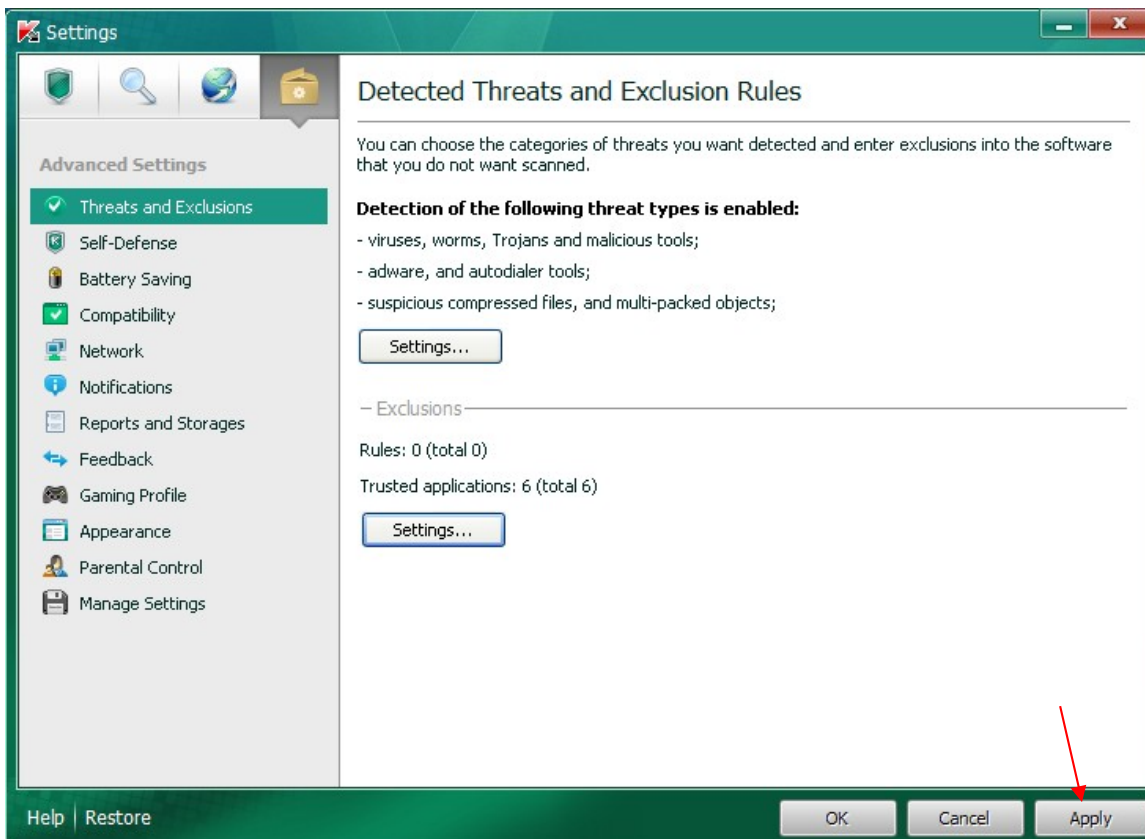 Settings
Detected Threats and Exclusion Rules
You can choose the categories of threats you want detected and enter exclusions into the software
that you do not want scanned.
Advanced Settings
Threats and Exclusions
Self-Defense
Battery Saving
Compatibility
Network
Notifications
Reports and Storages
Feedback
Gaming Profile
Appearance
Parental Control
Manage Settings
Detection of the following threat types is enabled:
- viruses, worms, Trojans and malicious tools;
- adware, and autodialer tools;
- suspicious compressed files, and multi-packed objects;
Settings...
Exclusions
Rules: 0 (total 0)
Trusted applications: 6 (total 6)
Settings...
Help
Restore
OK
Cancel
Apply